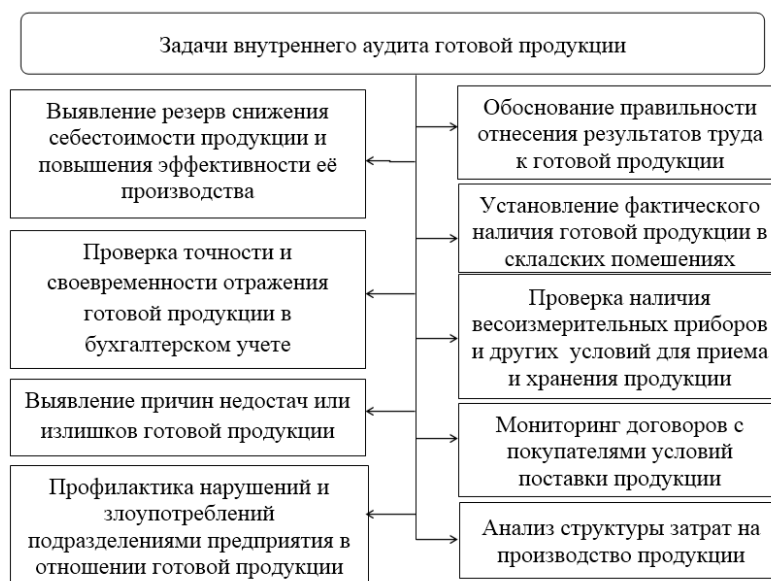 Задачи внутреннего аудита готовой продукции
Выявление резерв снижения
себестоимости продукции и
повышения эффективности её
производства
Проверка точности и
своевременности отражения
готовой продукции в
бухгалтерском учете
Выявление причин недостач или
излишков готовой продукции
Профилактика нарушений и
злоупотреблений
подразделениями предприятия в
отношении готовой продукции
Обоснование правильности
отнесения результатов труда
к готовой продукции
Установление фактического
наличия готовой продукции в
складских помешениях
Проверка наличия
весоизмерительных приборов
и других условий для приема
и хранения продукции
Мониторинг договоров с
покупателями условий
поставки продукции
Анализ структуры затрат на
производство продукции